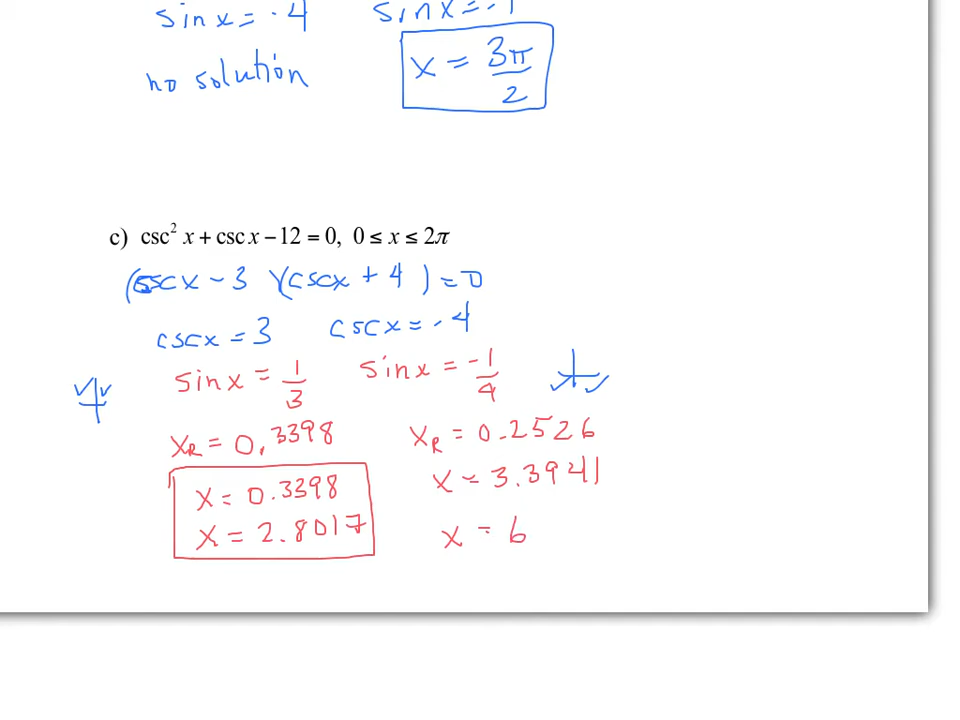 sin x = -4 sin x = -1
no solution x = 3π/2
c) csc² x + csc x − 12 = 0, 0 ≤ x ≤ 2π
(csc x − 3)(csc x + 4) = 0
csc x = 3 csc x = -4
sin x = 1/3 sin x = -1/4
x_R = 0.3398 x_R = 0.2526
x = 0.3398 x = 3.3941
x = 2.8017 x = 6